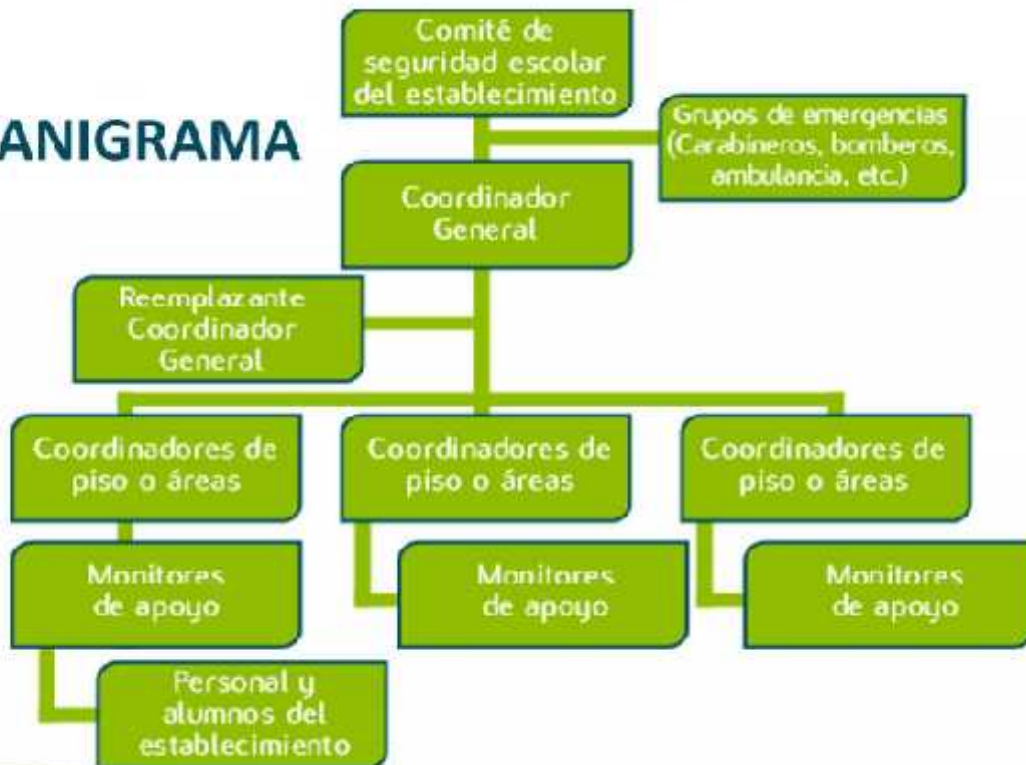 Comité de
seguridad escolar
del establecimiento
ANIGRAMA
Grupos de emergencias
(Carabineros, bomberos,
ambulancia, etc.)
Coordinador
General
Reemplazante
Coordinador
General
Coordinadores de
piso o áreas
Coordinadores de
piso o áreas
Coordinadores de
piso o áreas
Monitores
de apoyo
Monitores
de apoyo
Monitores
de apoyo
Personal y
alumnos del
establecimiento